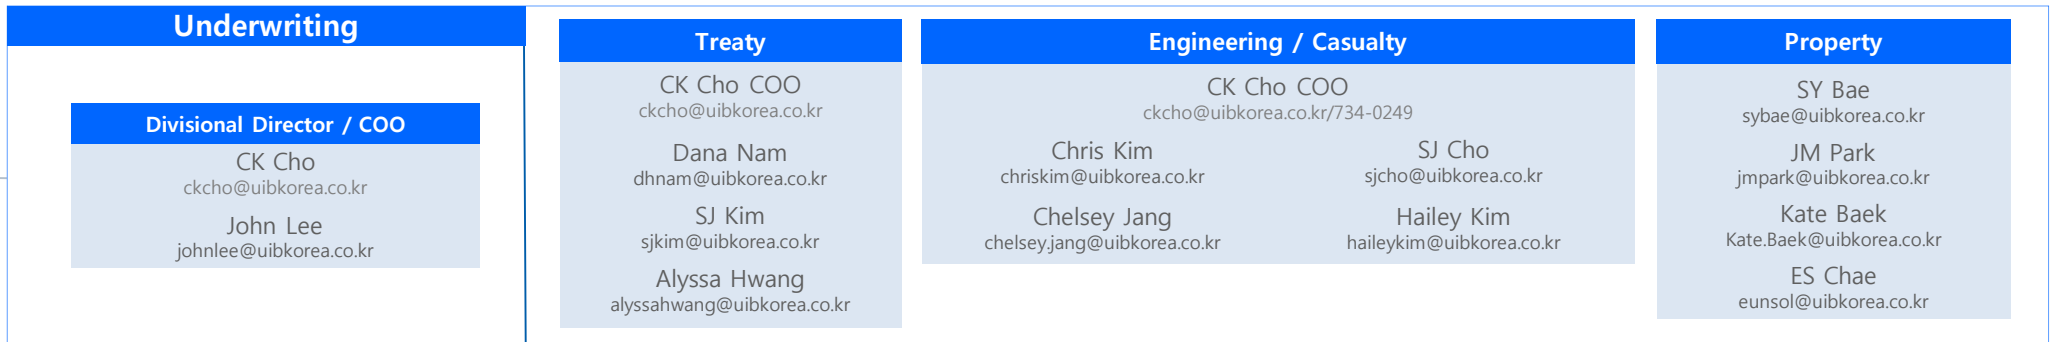 Underwriting
Divisional Director / COO
CK Cho
ckcho@uibkorea.co.kr
John Lee
johnlee@uibkorea.co.kr
Treaty
CK Cho COO
ckcho@uibkorea.co.kr
Dana Nam
dhnam@uibkorea.co.kr
SJ Kim
sjkim@uibkorea.co.kr
Alyssa Hwang
alyssahwang@uibkorea.co.kr
Engineering / Casualty
CK Cho COO
ckcho@uibkorea.co.kr/734-0249
Chris Kim
chriskim@uibkorea.co.kr
SJ Cho
sjcho@uibkorea.co.kr
Chelsey Jang
chelsey.jang@uibkorea.co.kr
Hailey Kim
haileykim@uibkorea.co.kr
Property
SY Bae
sybae@uibkorea.co.kr
JM Park
jmpark@uibkorea.co.kr
Kate Baek
Kate.Baek@uibkorea.co.kr
ES Chae
eunsol@uibkorea.co.kr